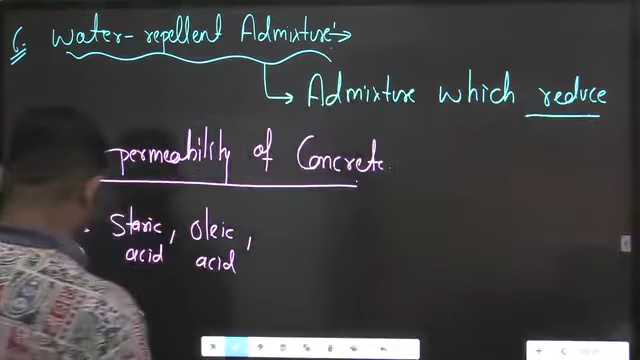 6. Water-repellent Admixture:→
→ Admixture which reduce
permeability of Concrete.
Staric acid, Oleic acid,